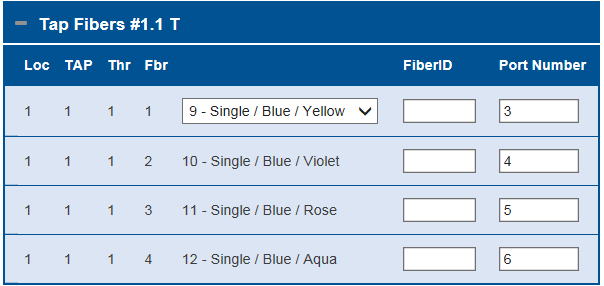 Tap Fibers #1.1 T
Loc TAP Thr Fbr FiberID Port Number
1 1 1 1 9 - Single / Blue / Yellow 3
1 1 1 2 10 - Single / Blue / Violet 4
1 1 1 3 11 - Single / Blue / Rose 5
1 1 1 4 12 - Single / Blue / Aqua 6